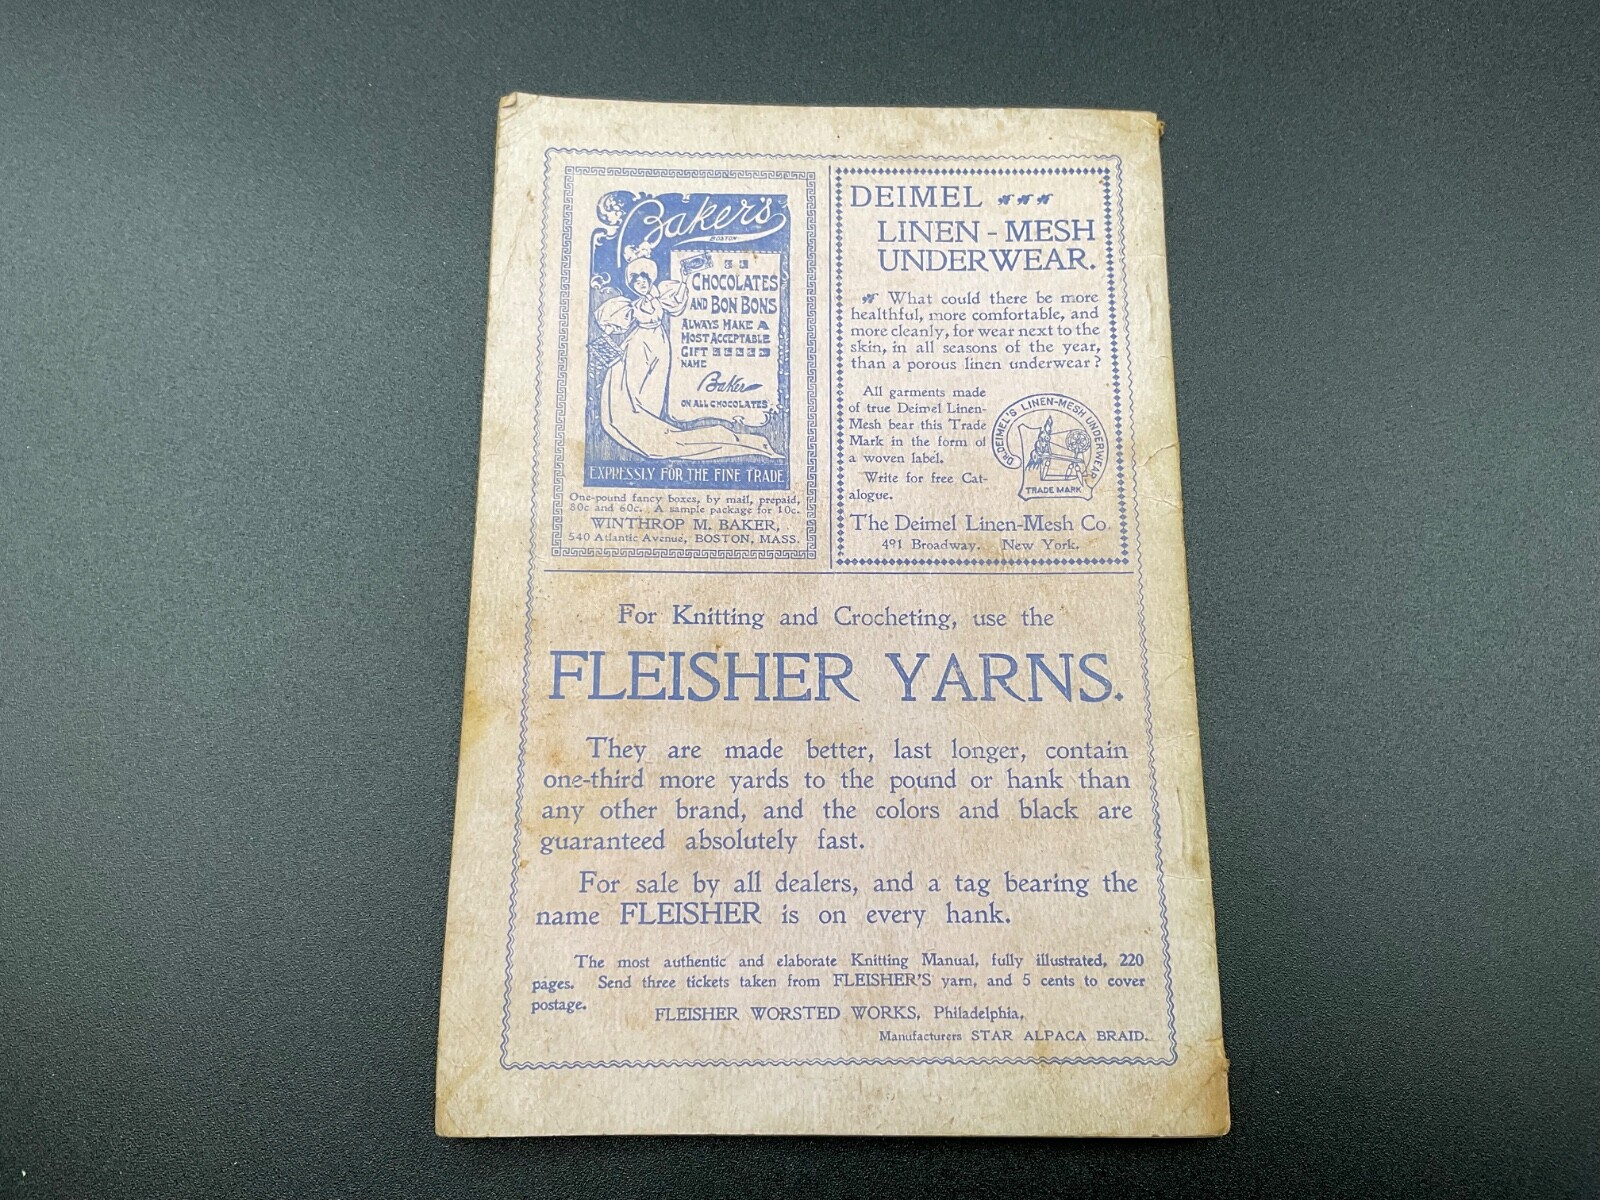 Baker's
BOSTON
CHOCOLATES
AND BON BONS
ALWAYS MAKE A
MOST ACCEPTABLE
GIFT
NAME
Baker
ON ALL CHOCOLATES
EXPRESSLY FOR THE FINE TRADE
One-pound fancy boxes, by mail, prepaid,
80c and 60c. A sample package for 10c.
WINTHROP M. BAKER,
540 Atlantic Avenue, BOSTON, MASS.
DEIMEL
LINEN-MESH
UNDERWEAR.
What could there be more
healthful, more comfortable, and
more cleanly, for wear next to the
skin, in all seasons of the year,
than a porous linen underwear?
All garments made
of true Deimel Linen-
Mesh bear this Trade
Mark in the form of
a woven label.
Write for free Cat-
alogue.
DR. DEIMEL'S LINEN-MESH UNDERWEAR
TRADE MARK
The Deimel Linen-Mesh Co.
491 Broadway. New York.
For Knitting and Crocheting, use the
FLEISHER YARNS.
They are made better, last longer, contain
one-third more yards to the pound or hank than
any other brand, and the colors and black are
guaranteed absolutely fast.
For sale by all dealers, and a tag bearing the
name FLEISHER is on every hank.
The most authentic and elaborate Knitting Manual, fully illustrated, 220
pages. Send three tickets taken from FLEISHER'S yarn, and 5 cents to cover
postage.
FLEISHER WORSTED WORKS, Philadelphia,
Manufacturers STAR ALPACA BRAID.